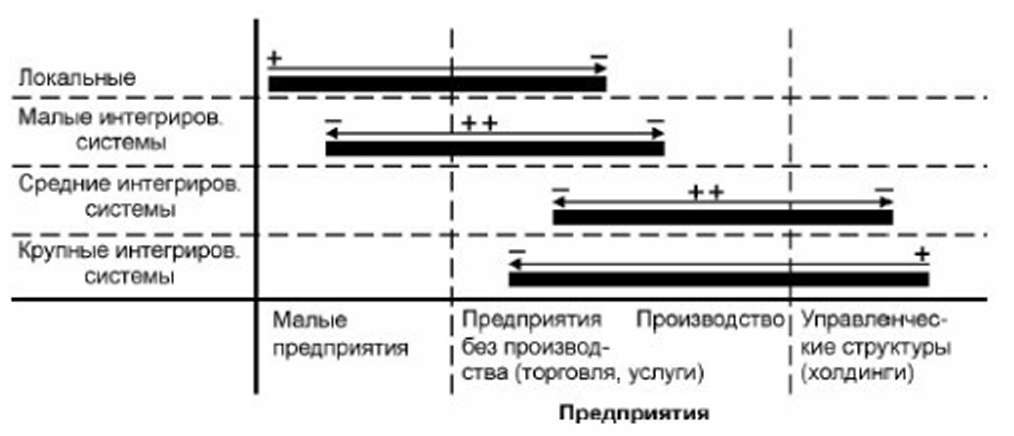 + −
Локальные
Малые интегриров.
системы
− ++ −
Средние интегриров.
системы
− ++ −
Крупные интегриров.
системы
− +
Малые
предприятия
Предприятия
без производ-
ства (торговля, услуги)
Производство
Управленчес-
кие структуры
(холдинги)
Предприятия